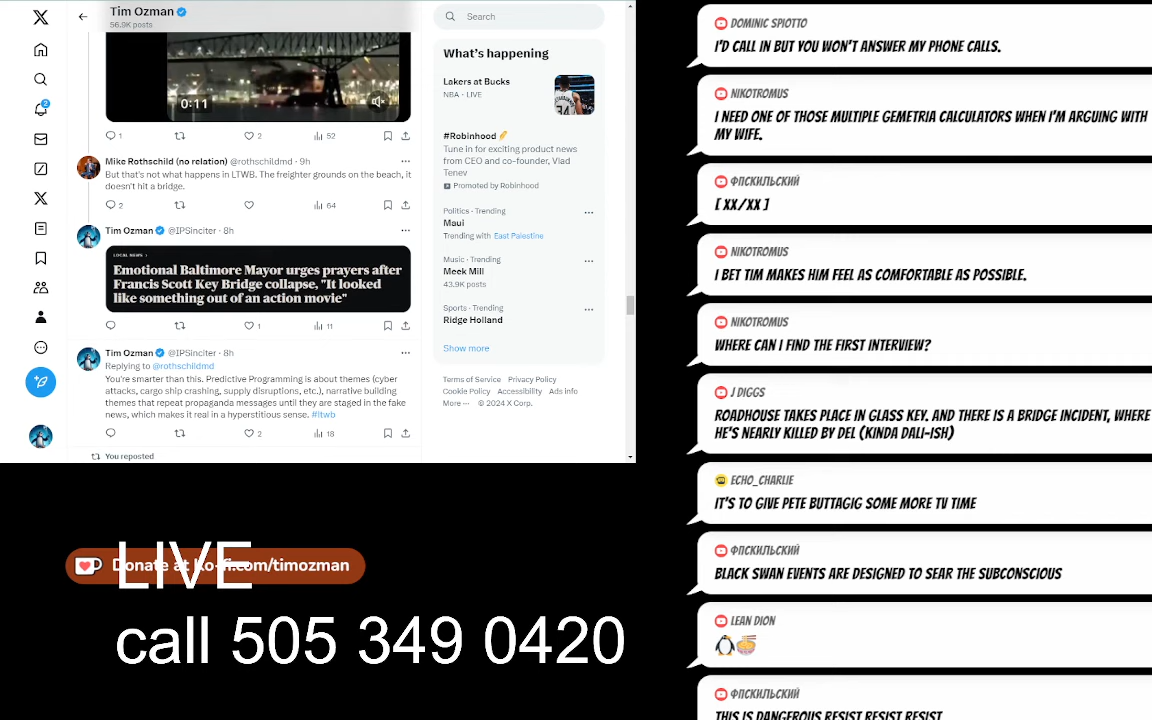 Tim Ozman
56.9K posts
0:11
1
2
52
Mike Rothschild (no relation) @rothschildmd · 9h
But that's not what happens in LTWB. The freighter grounds on the beach, it
doesn't hit a bridge.
2
64
Tim Ozman @IPSinciter · 8h
LOCAL NEWS ›
Emotional Baltimore Mayor urges prayers after
Francis Scott Key Bridge collapse, "It looked
like something out of an action movie"
1
11
Tim Ozman @IPSinciter · 8h
Replying to @rothschildmd
You're smarter than this. Predictive Programming is about themes (cyber
attacks, cargo ship crashing, supply disruptions, etc.), narrative building
themes that repeat propaganda messages until they are staged in the fake
news, which makes it real in a hyperstitious sense. #ltwb
2
18
You reposted
2
Search
What's happening
Lakers at Bucks
NBA · LIVE
34
#Robinhood
Tune in for exciting product news
from CEO and co-founder, Vlad
Tenev
Promoted by Robinhood
Politics · Trending
Maui
Trending with East Palestine
Music · Trending
Meek Mill
43.9K posts
Sports · Trending
Ridge Holland
Show more
Terms of Service Privacy Policy
Cookie Policy Accessibility Ads info
More ··· © 2024 X Corp.
LIVE
Donate at ko-fi.com/timozman
call 505 349 0420
DOMINIC SPIOTTO
I'D CALL IN BUT YOU WON'T ANSWER MY PHONE CALLS.
NIKOTROMUS
I NEED ONE OF THOSE MULTIPLE GEMETRIA CALCULATORS WHEN I'M ARGUING WITH
MY WIFE.
ФПСКИЛЬСКИЙ
[ XX/XX ]
NIKOTROMUS
I BET TIM MAKES HIM FEEL AS COMFORTABLE AS POSSIBLE.
NIKOTROMUS
WHERE CAN I FIND THE FIRST INTERVIEW?
J DIGGS
ROADHOUSE TAKES PLACE IN GLASS KEY. AND THERE IS A BRIDGE INCIDENT, WHERE
HE'S NEARLY KILLED BY DEL (KINDA DALI-ISH)
ECHO_CHARLIE
IT'S TO GIVE PETE BUTTAGIG SOME MORE TV TIME
ФПСКИЛЬСКИЙ
BLACK SWAN EVENTS ARE DESIGNED TO SEAR THE SUBCONSCIOUS
LEAN DION
🐧🍜
ФПСКИЛЬСКИЙ
THIS IS DANGEROUS RESIST RESIST RESIST